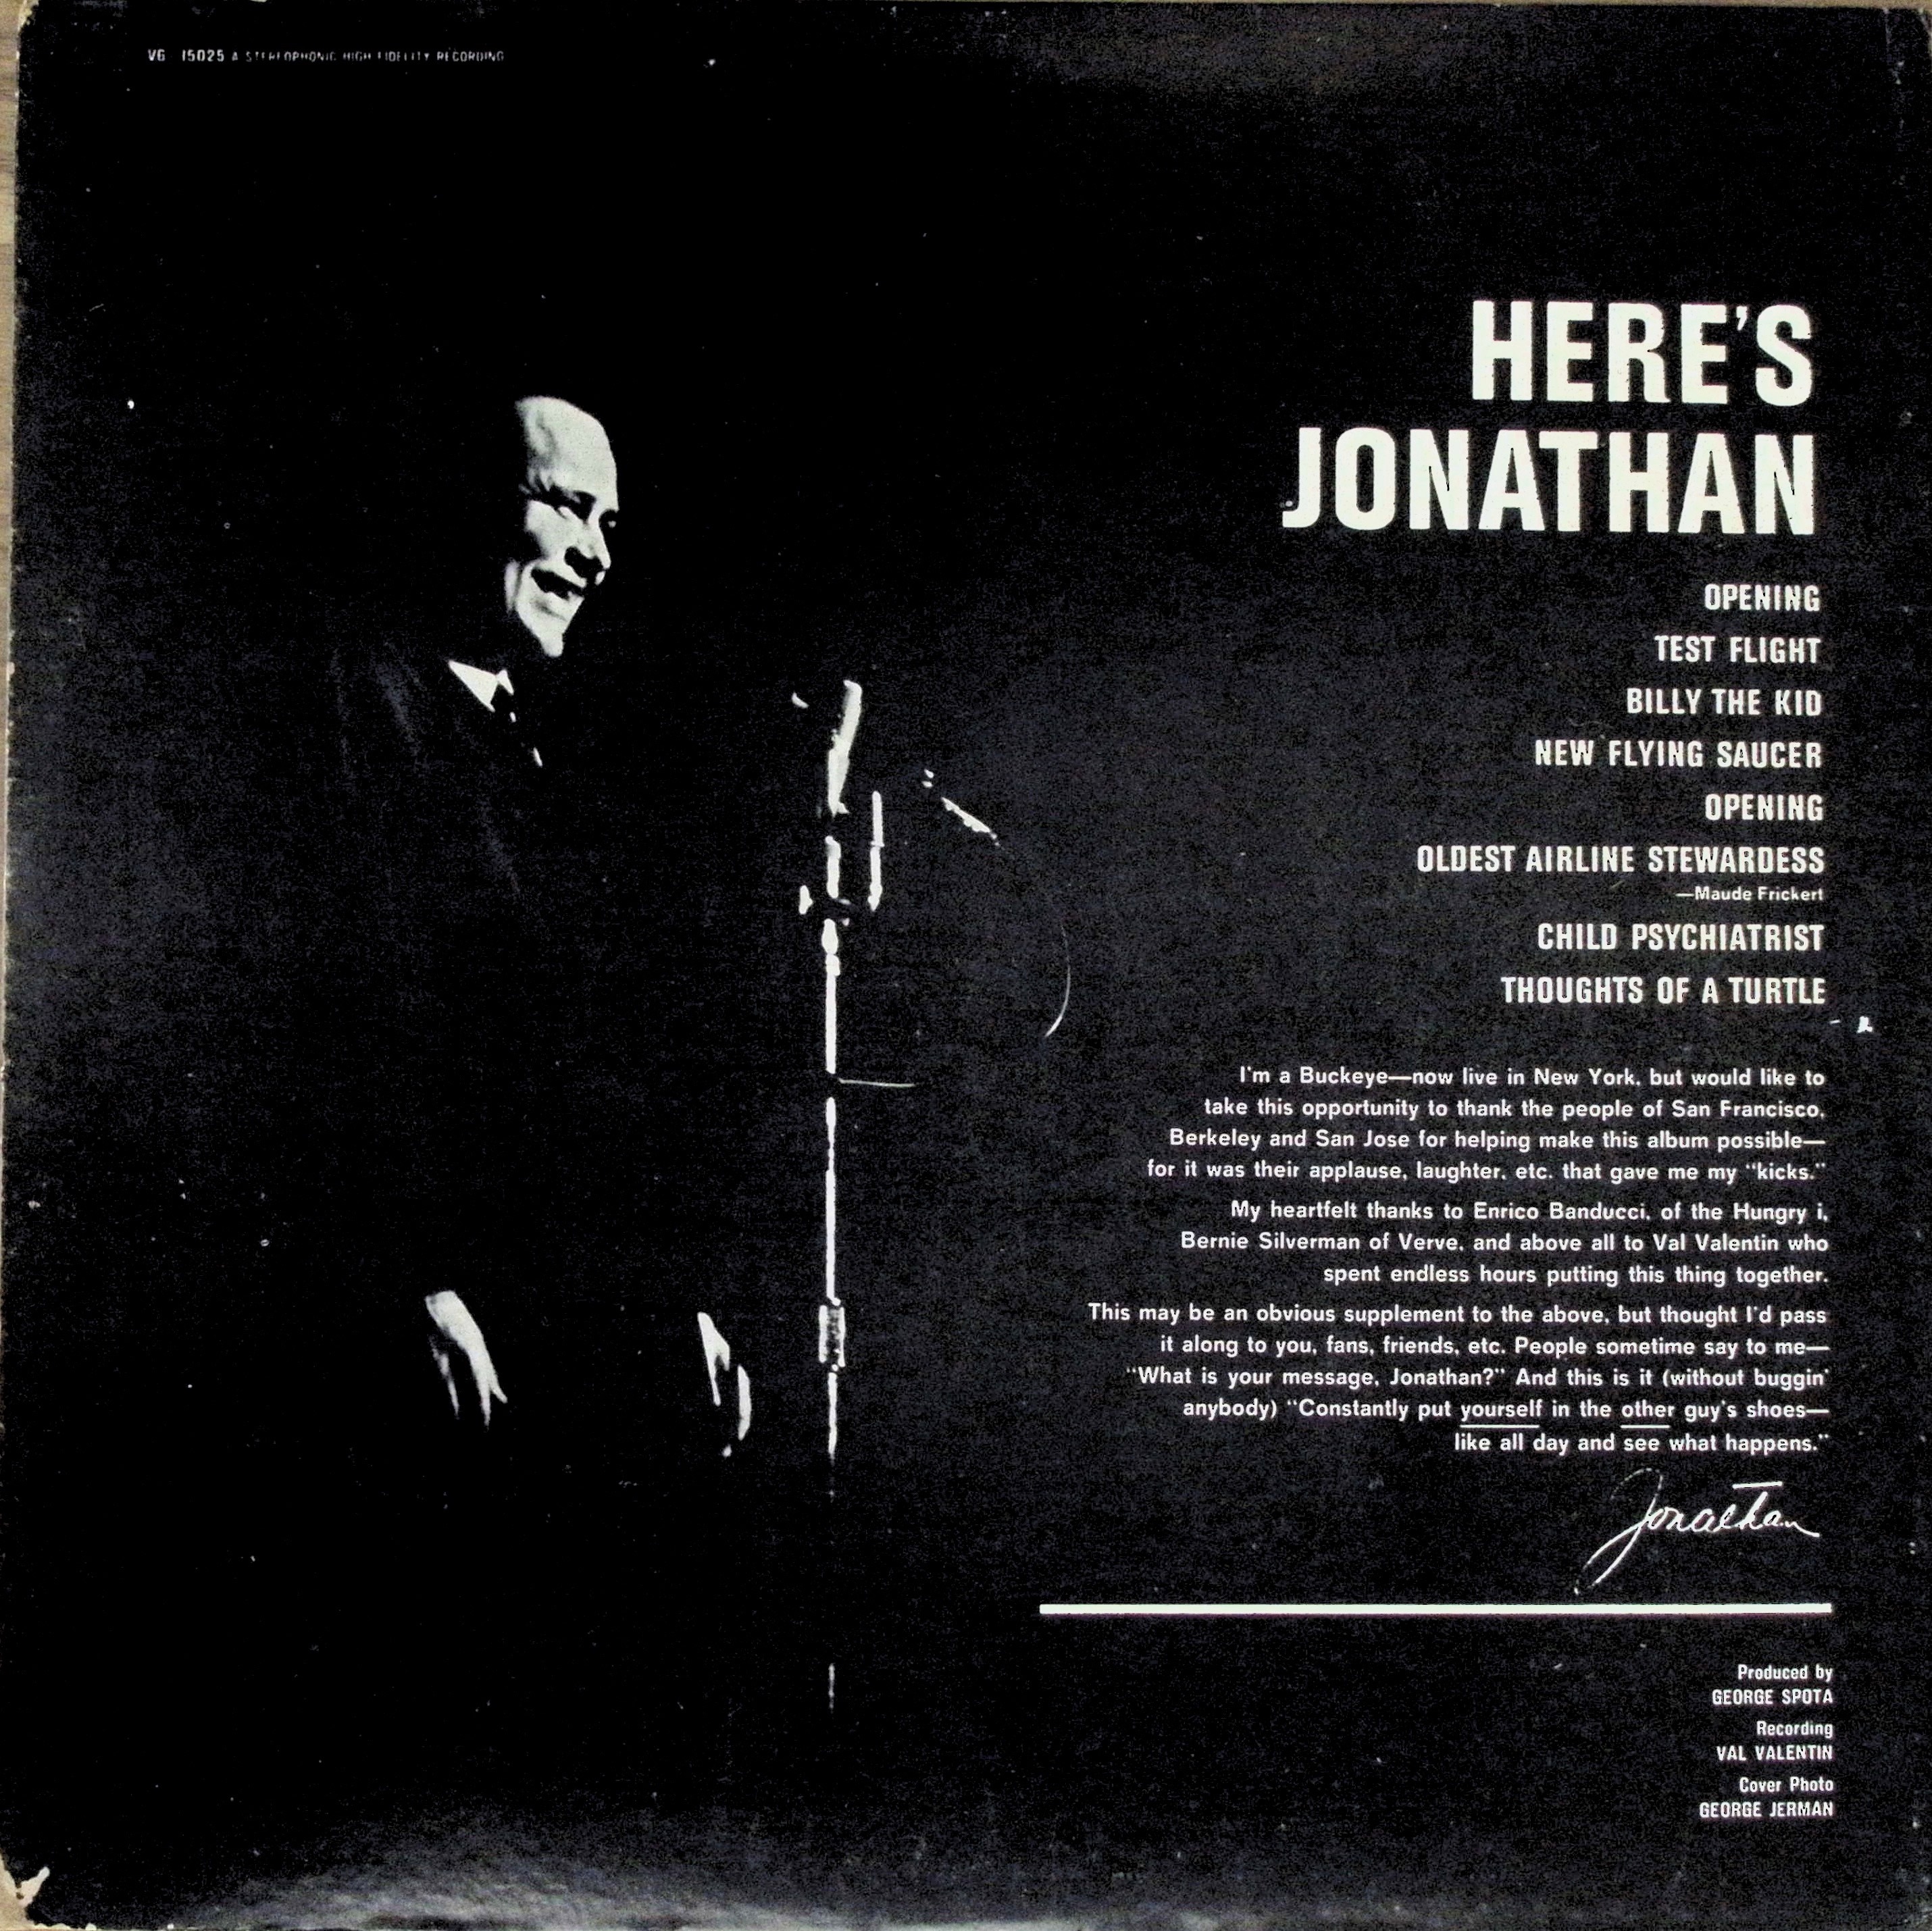 V6 15025 A STEREOPHONIC HIGH FIDELITY RECORDING
HERE'S
JONATHAN
OPENING
TEST FLIGHT
BILLY THE KID
NEW FLYING SAUCER
OPENING
OLDEST AIRLINE STEWARDESS
—Maude Frickert
CHILD PSYCHIATRIST
THOUGHTS OF A TURTLE
I'm a Buckeye—now live in New York, but would like to
take this opportunity to thank the people of San Francisco,
Berkeley and San Jose for helping make this album possible—
for it was their applause, laughter, etc. that gave me my "kicks."
My heartfelt thanks to Enrico Banducci, of the Hungry i,
Bernie Silverman of Verve, and above all to Val Valentin who
spent endless hours putting this thing together.
This may be an obvious supplement to the above, but thought I'd pass
it along to you, fans, friends, etc. People sometime say to me—
"What is your message, Jonathan?" And this is it (without buggin'
anybody) "Constantly put yourself in the other guy's shoes—
like all day and see what happens."
Jonathan
Produced by
GEORGE SPOTA
Recording
VAL VALENTIN
Cover Photo
GEORGE JERMAN